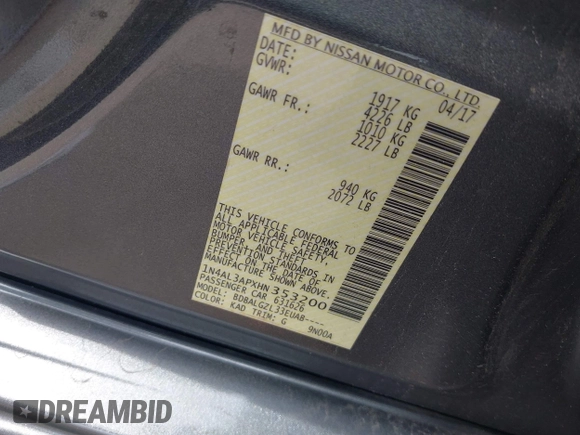 MFD BY NISSAN MOTOR CO., LTD.
DATE: 04/17
GVWR: 1917 KG
4226 LB
GAWR FR.: 1010 KG
2227 LB
GAWR RR.: 940 KG
2072 LB
THIS VEHICLE CONFORMS TO
ALL APPLICABLE FEDERAL
MOTOR VEHICLE SAFETY,
BUMPER, AND THEFT
PREVENTION STANDARDS IN
EFFECT ON THE DATE OF
MANUFACTURE SHOWN ABOVE.
1N4AL3APXHN353200
PASSENGER CAR 631626
MODEL: BDBALGZL33EUAB----
COLOR: KAD TRIM: G 9N00A
DREAMBID